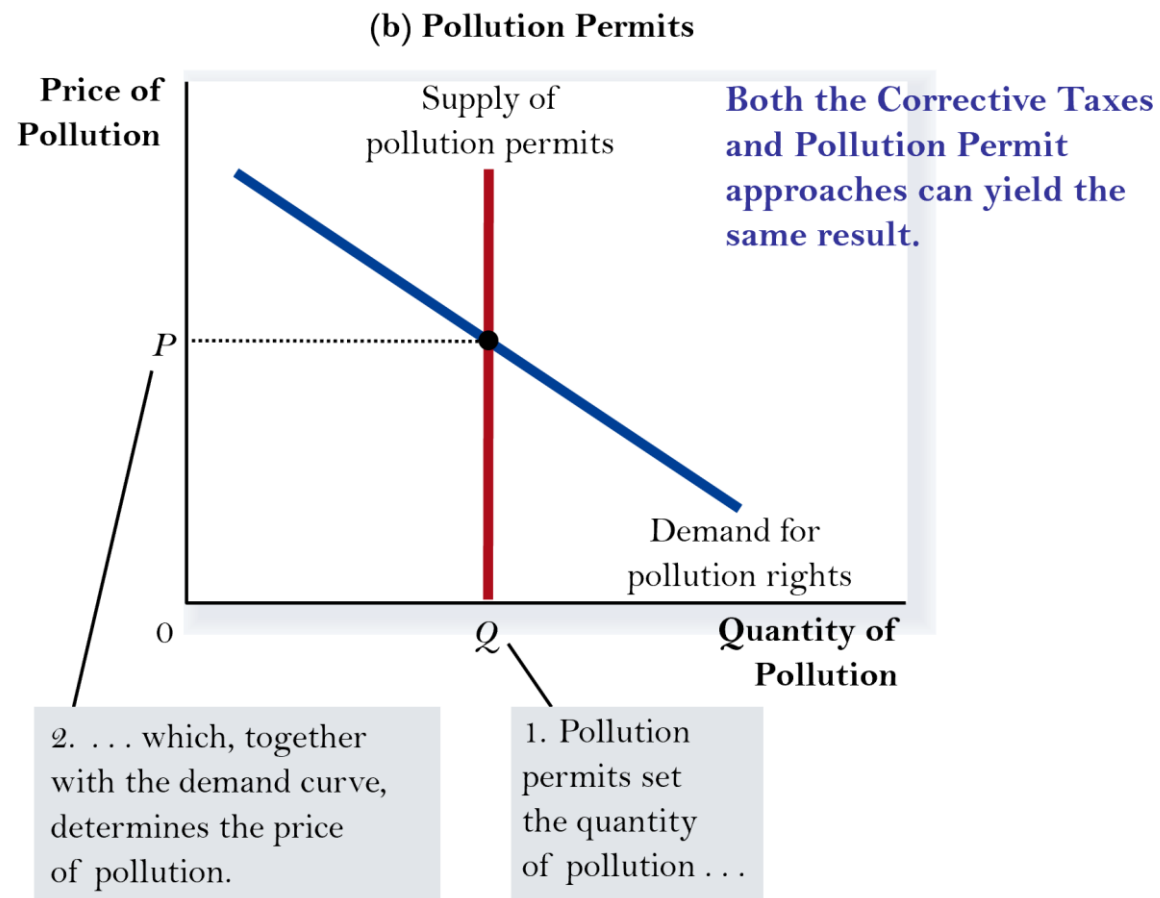 (b) Pollution Permits
Price of
Pollution
Supply of
pollution permits
Both the Corrective Taxes
and Pollution Permit
approaches can yield the
same result.
P
Demand for
pollution rights
0
Q
Quantity of
Pollution
2. . . . which, together
with the demand curve,
determines the price
of pollution.
1. Pollution
permits set
the quantity
of pollution . . .